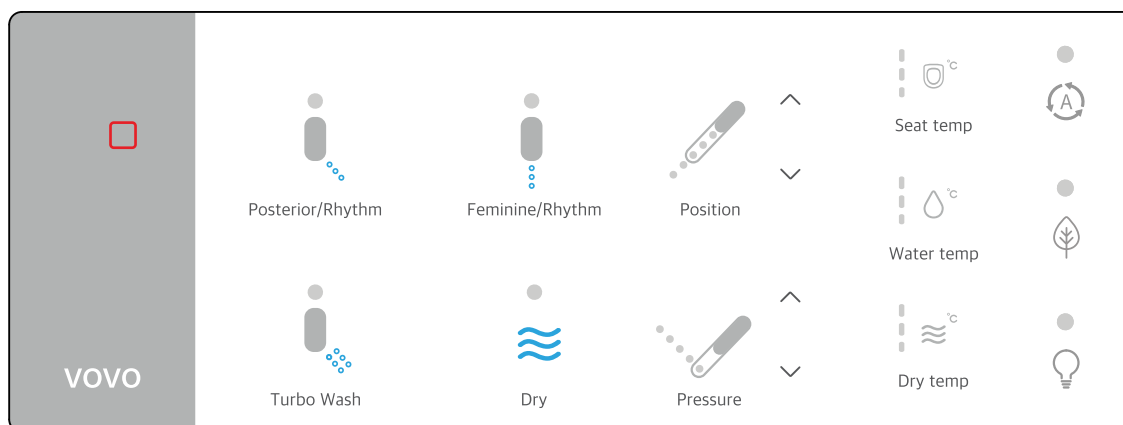 Posterior/Rhythm
Feminine/Rhythm
Position
°C
Seat temp
A
°C
Water temp
VOVO
Turbo Wash
Dry
Pressure
°C
Dry temp